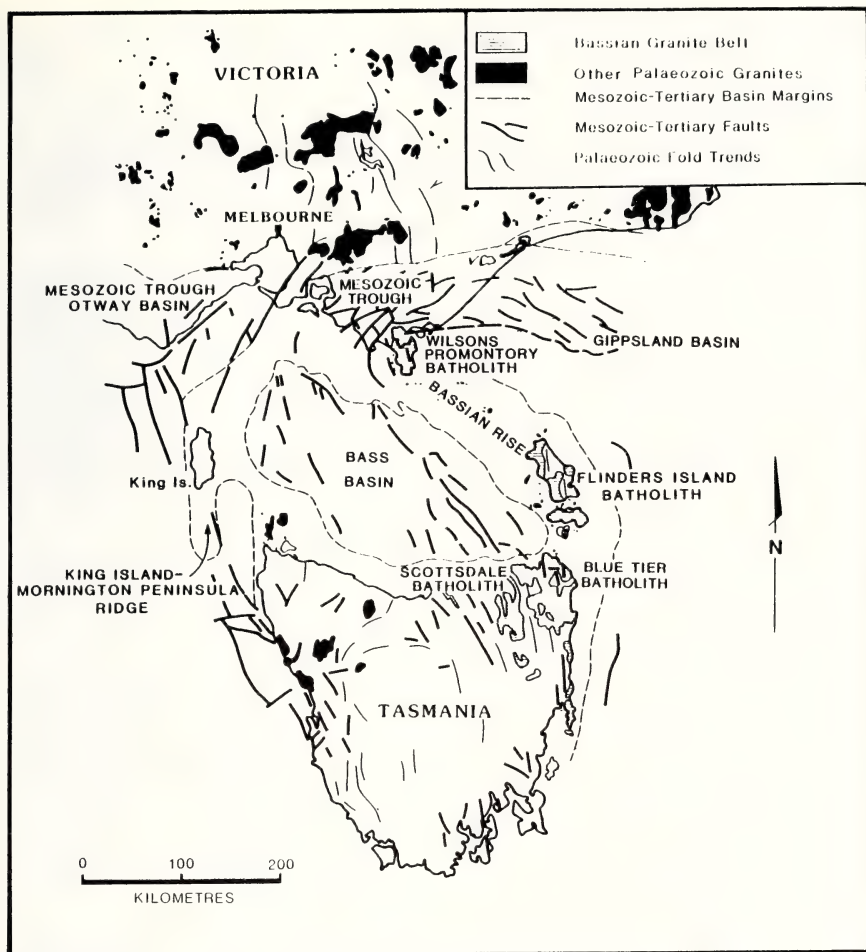 Bassian Granite Belt
Other Palaeozoic Granites
Mesozoic-Tertiary Basin Margins
Mesozoic-Tertiary Faults
Palaeozoic Fold Trends
VICTORIA
MELBOURNE
MESOZOIC TROUGH
OTWAY BASIN
MESOZOIC
TROUGH
WILSONS
PROMONTORY
BATHOLITH
GIPPSLAND BASIN
BASSIAN RISE
BASS
BASIN
King Is.
FLINDERS ISLAND
BATHOLITH
KING ISLAND-
MORNINGTON PENINSULA
RIDGE
SCOTTSDALE
BATHOLITH
BLUE TIER
BATHOLITH
N
TASMANIA
0 100 200
KILOMETRES